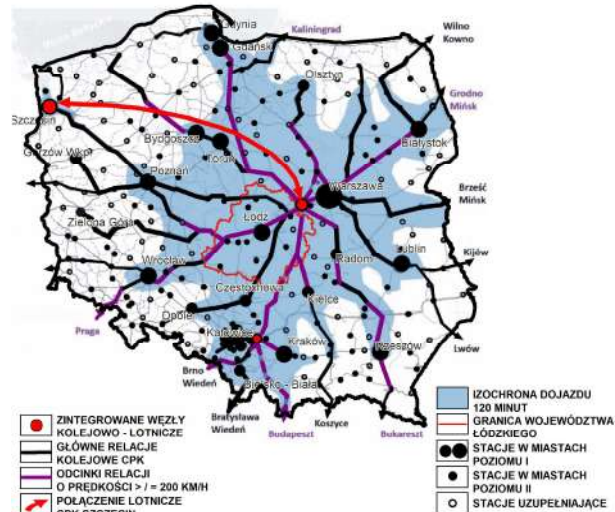 Gdynia
Gdańsk
Kaliningrad
Wilno
Kowno
Olsztyn
Grodno
Mińsk
Szczecin
Białystok
Bydgoszcz
Toruń
Gorzów Wkp.
Poznań
Warszawa
Brześć
Mińsk
Zielona Góra
Łódź
Lublin
Kijów
Wrocław
Radom
Częstochowa
Kielce
Opole
Praga
Katowice
Kraków
Rzeszów
Lwów
Brno
Wiedeń
Bielsko - Biała
Bratysława
Wiedeń
Budapeszt
Koszyce
Bukareszt
ZINTEGROWANE WĘZŁY
KOLEJOWO - LOTNICZE
GŁÓWNE RELACJE
KOLEJOWE CPK
ODCINKI RELACJI
O PRĘDKOŚCI > / = 200 KM/H
POŁĄCZENIE LOTNICZE
CPK SZCZECIN
IZOCHRONA DOJAZDU
120 MINUT
GRANICA WOJEWÓDZTWA
ŁÓDZKIEGO
STACJE W MIASTACH
POZIOMU I
STACJE W MIASTACH
POZIOMU II
STACJE UZUPEŁNIAJĄCE